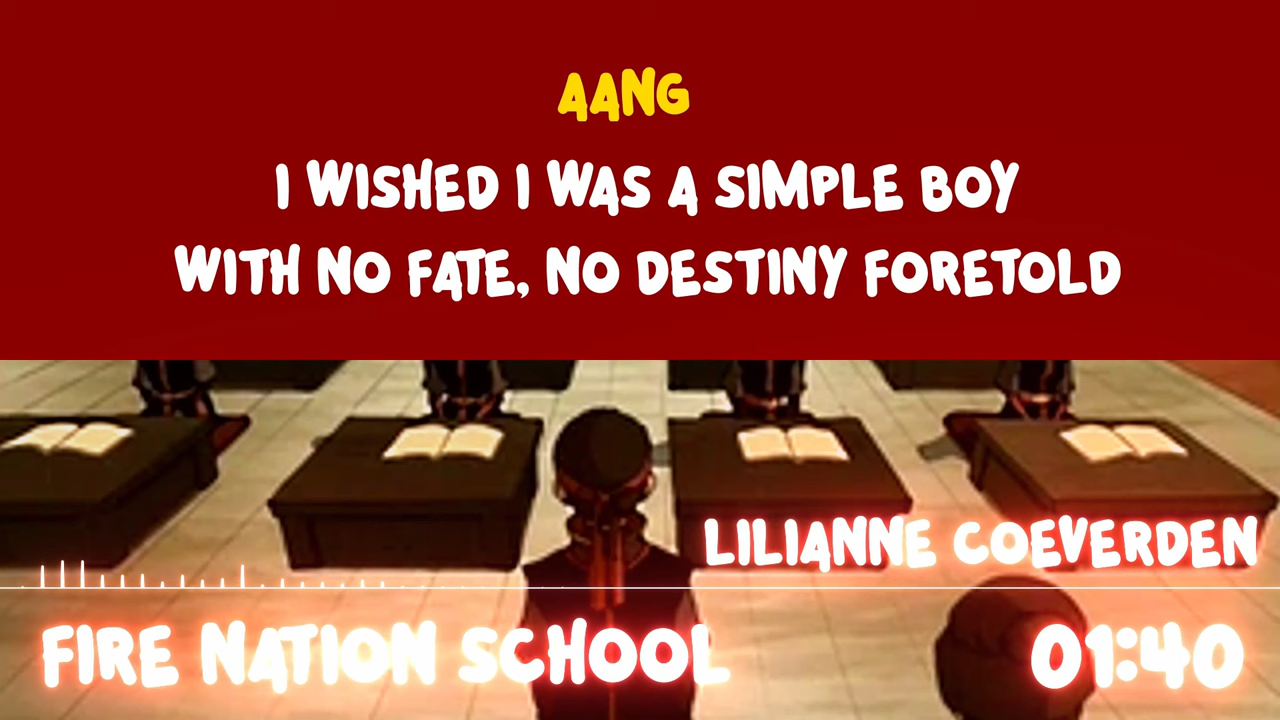 AANG
I WISHED I WAS A SIMPLE BOY
WITH NO FATE, NO DESTINY FORETOLD
LILIANNE COEVERDEN
FIRE NATION SCHOOL
01:40